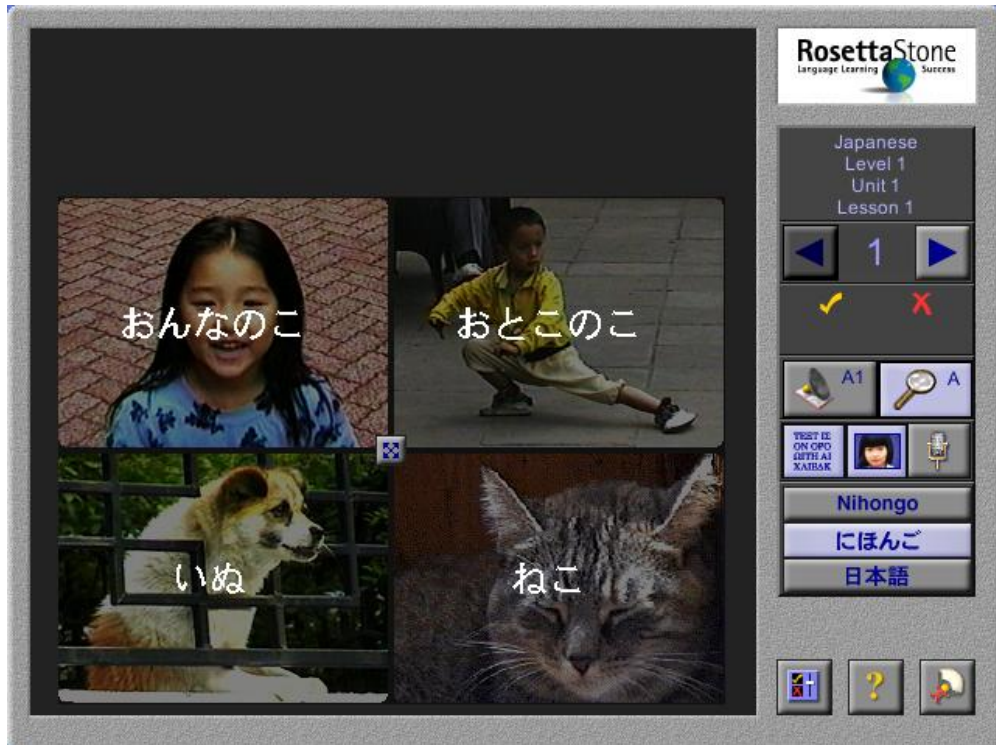 RosettaStone
Language Learning Success
Japanese
Level 1
Unit 1
Lesson 1
1
A1
A
Nihongo
にほんご
日本語
おんなのこ
おとこのこ
いぬ
ねこ
?